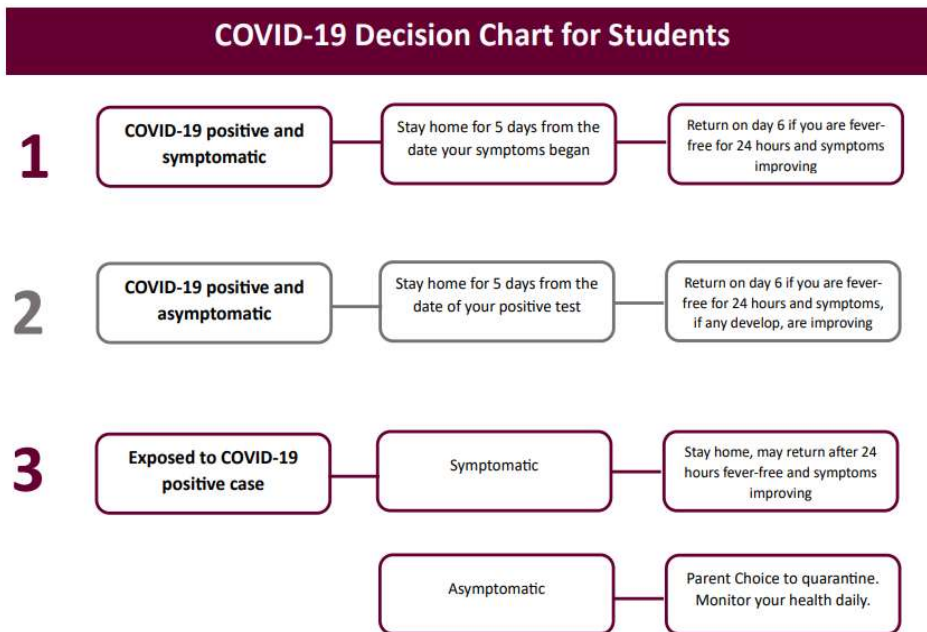 COVID-19 Decision Chart for Students
1
COVID-19 positive and
symptomatic
Stay home for 5 days from the
date your symptoms began
Return on day 6 if you are fever-
free for 24 hours and symptoms
improving
2
COVID-19 positive and
asymptomatic
Stay home for 5 days from the
date of your positive test
Return on day 6 if you are fever-
free for 24 hours and symptoms,
if any develop, are improving
3
Exposed to COVID-19
positive case
Symptomatic
Stay home, may return after 24
hours fever-free and symptoms
improving
Asymptomatic
Parent Choice to quarantine.
Monitor your health daily.